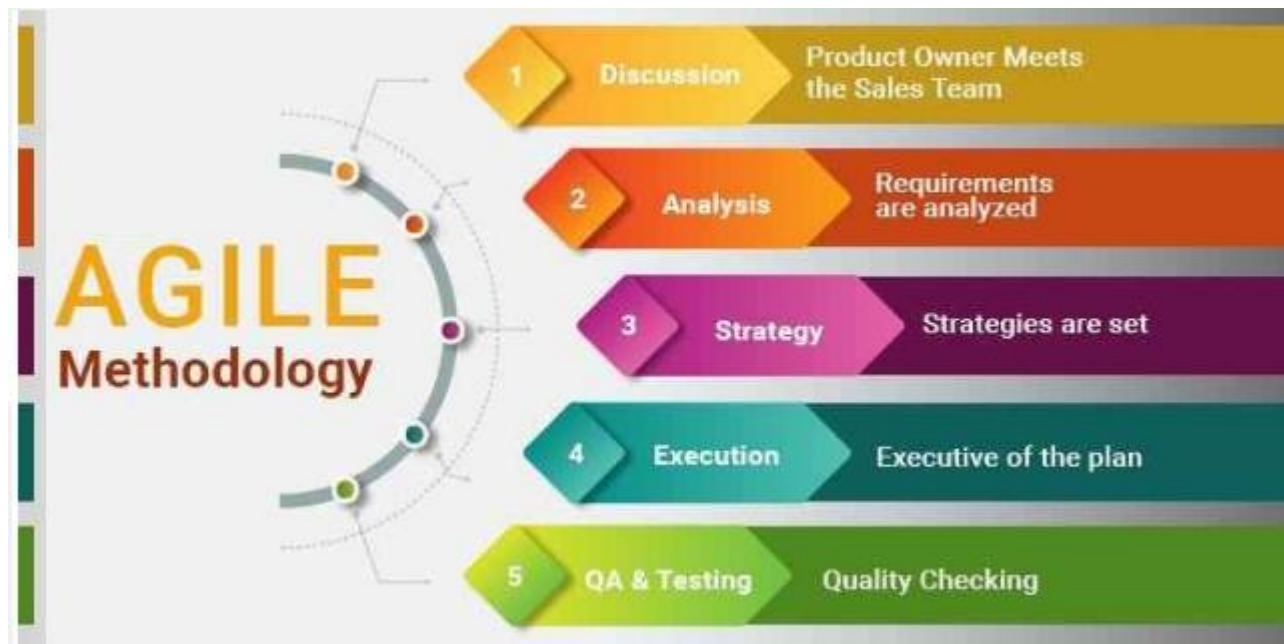 AGILE
Methodology
1
Discussion
Product Owner Meets
the Sales Team
2
Analysis
Requirements
are analyzed
3
Strategy
Strategies are set
4
Execution
Executive of the plan
5
QA & Testing
Quality Checking